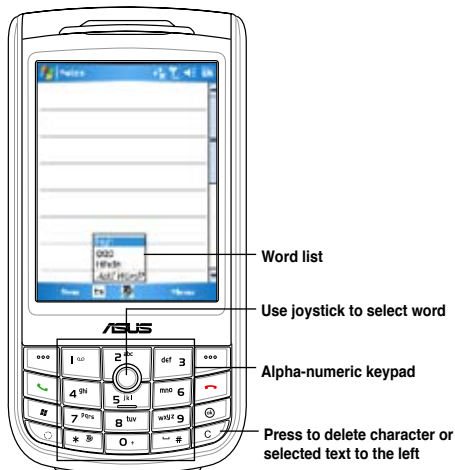 Notes
Word list
Use joystick to select word
ASUS
Alpha-numeric keypad
1 2 abc def 3
4 ghi 5 jkl mno 6
7 pqrs 8 tuv wxyz 9 ok
* 0 + # C
Press to delete character or
selected text to the left